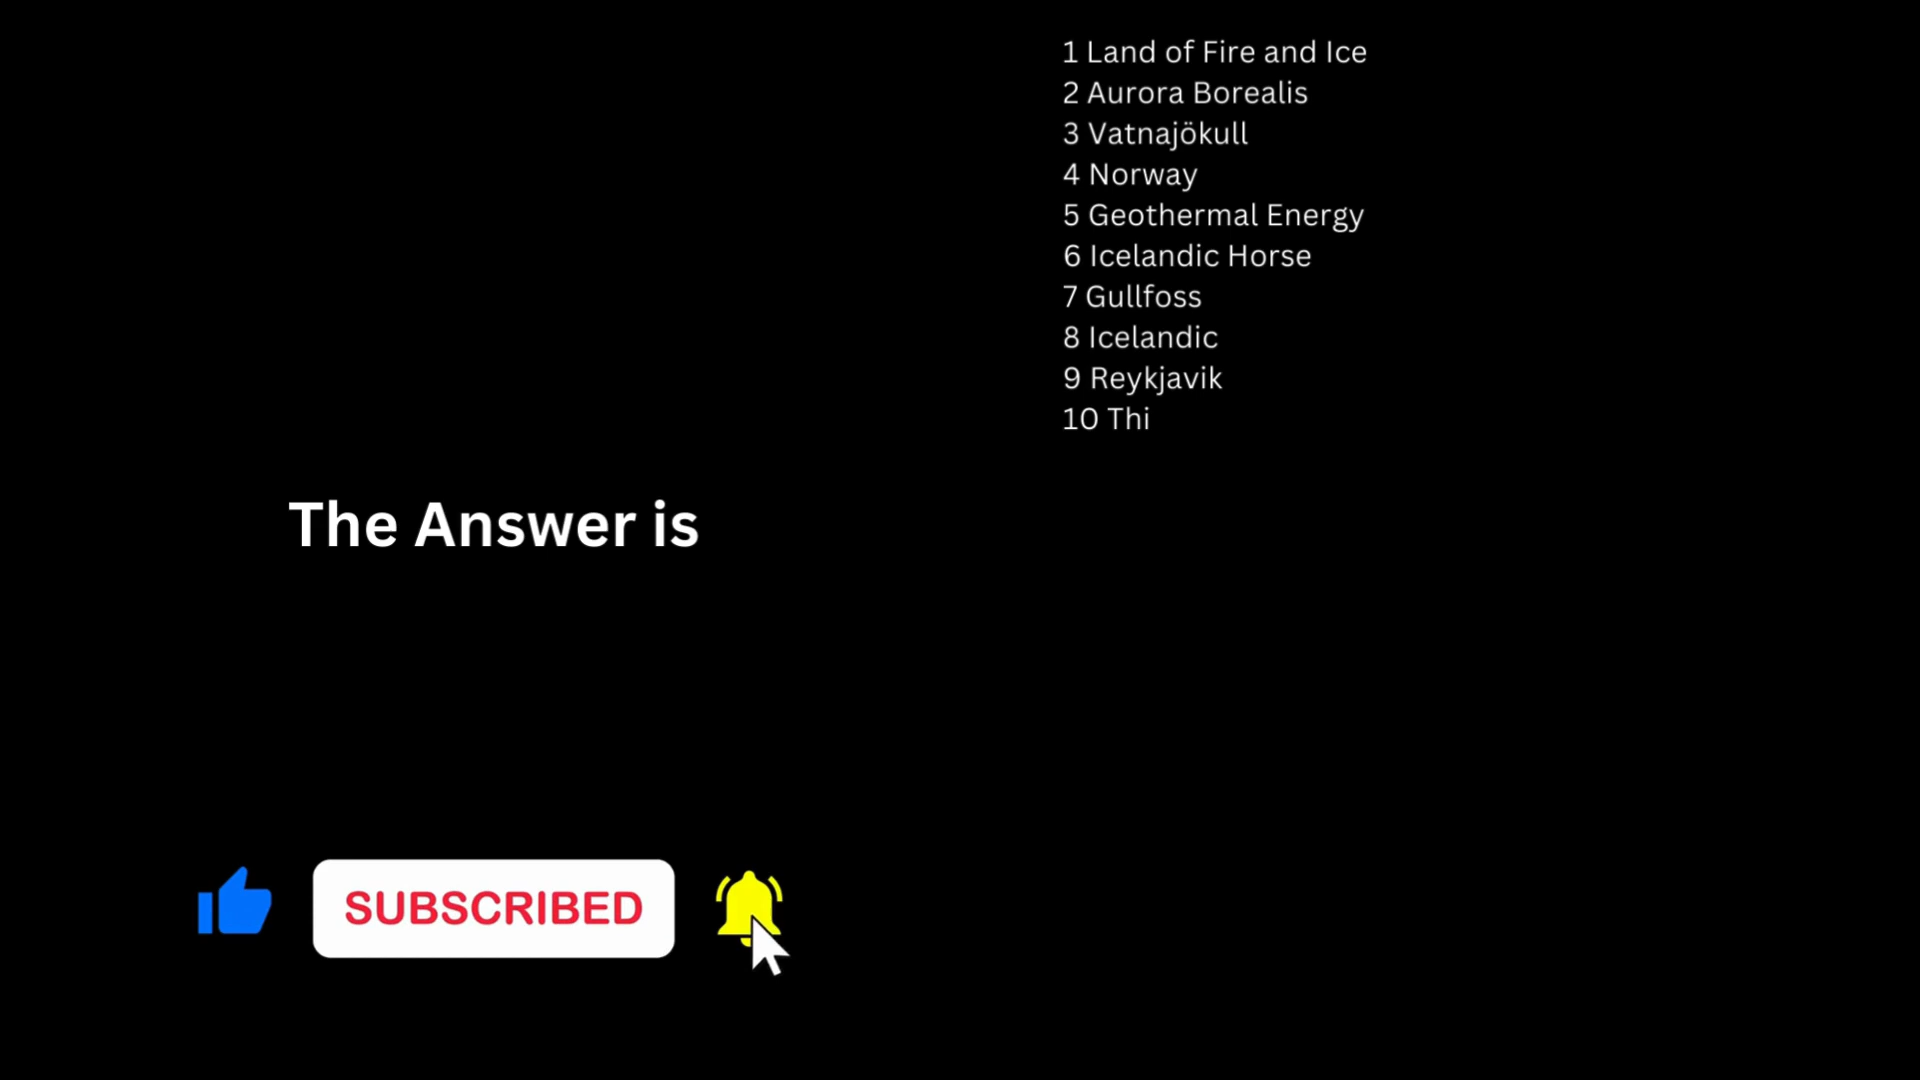 1 Land of Fire and Ice
2 Aurora Borealis
3 Vatnajökull
4 Norway
5 Geothermal Energy
6 Icelandic Horse
7 Gullfoss
8 Icelandic
9 Reykjavik
10 Thi
The Answer is
SUBSCRIBED